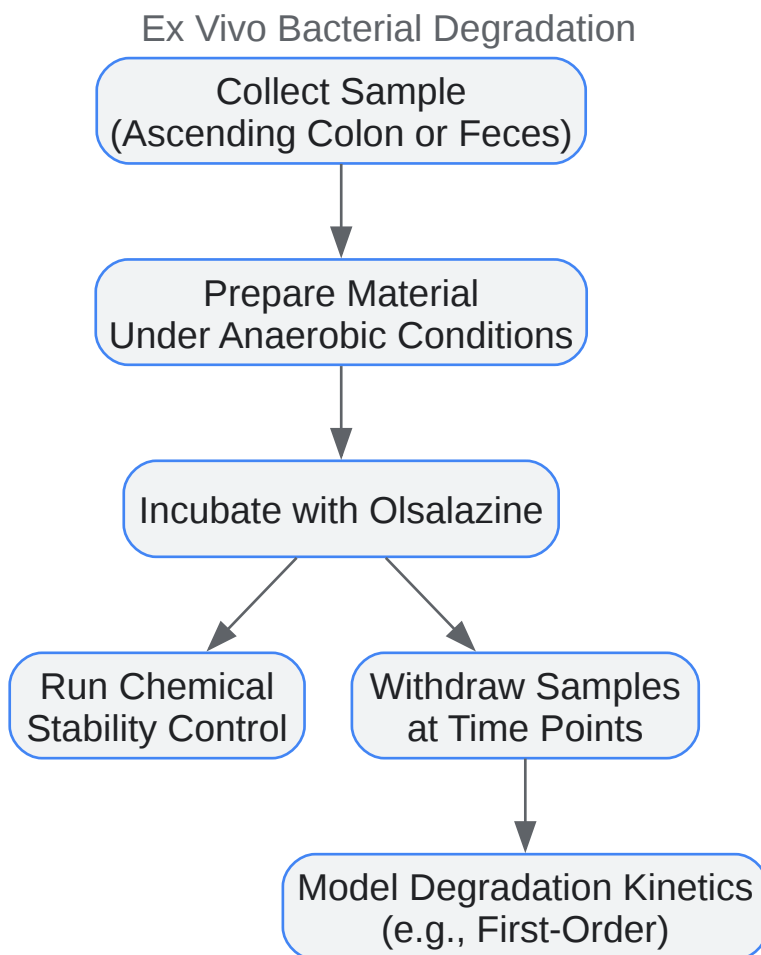 Ex Vivo Bacterial Degradation
Collect Sample
(Ascending Colon or Feces)
Prepare Material
Under Anaerobic Conditions
Incubate with Olsalazine
Run Chemical
Stability Control
Withdraw Samples
at Time Points
Model Degradation Kinetics
(e.g., First-Order)